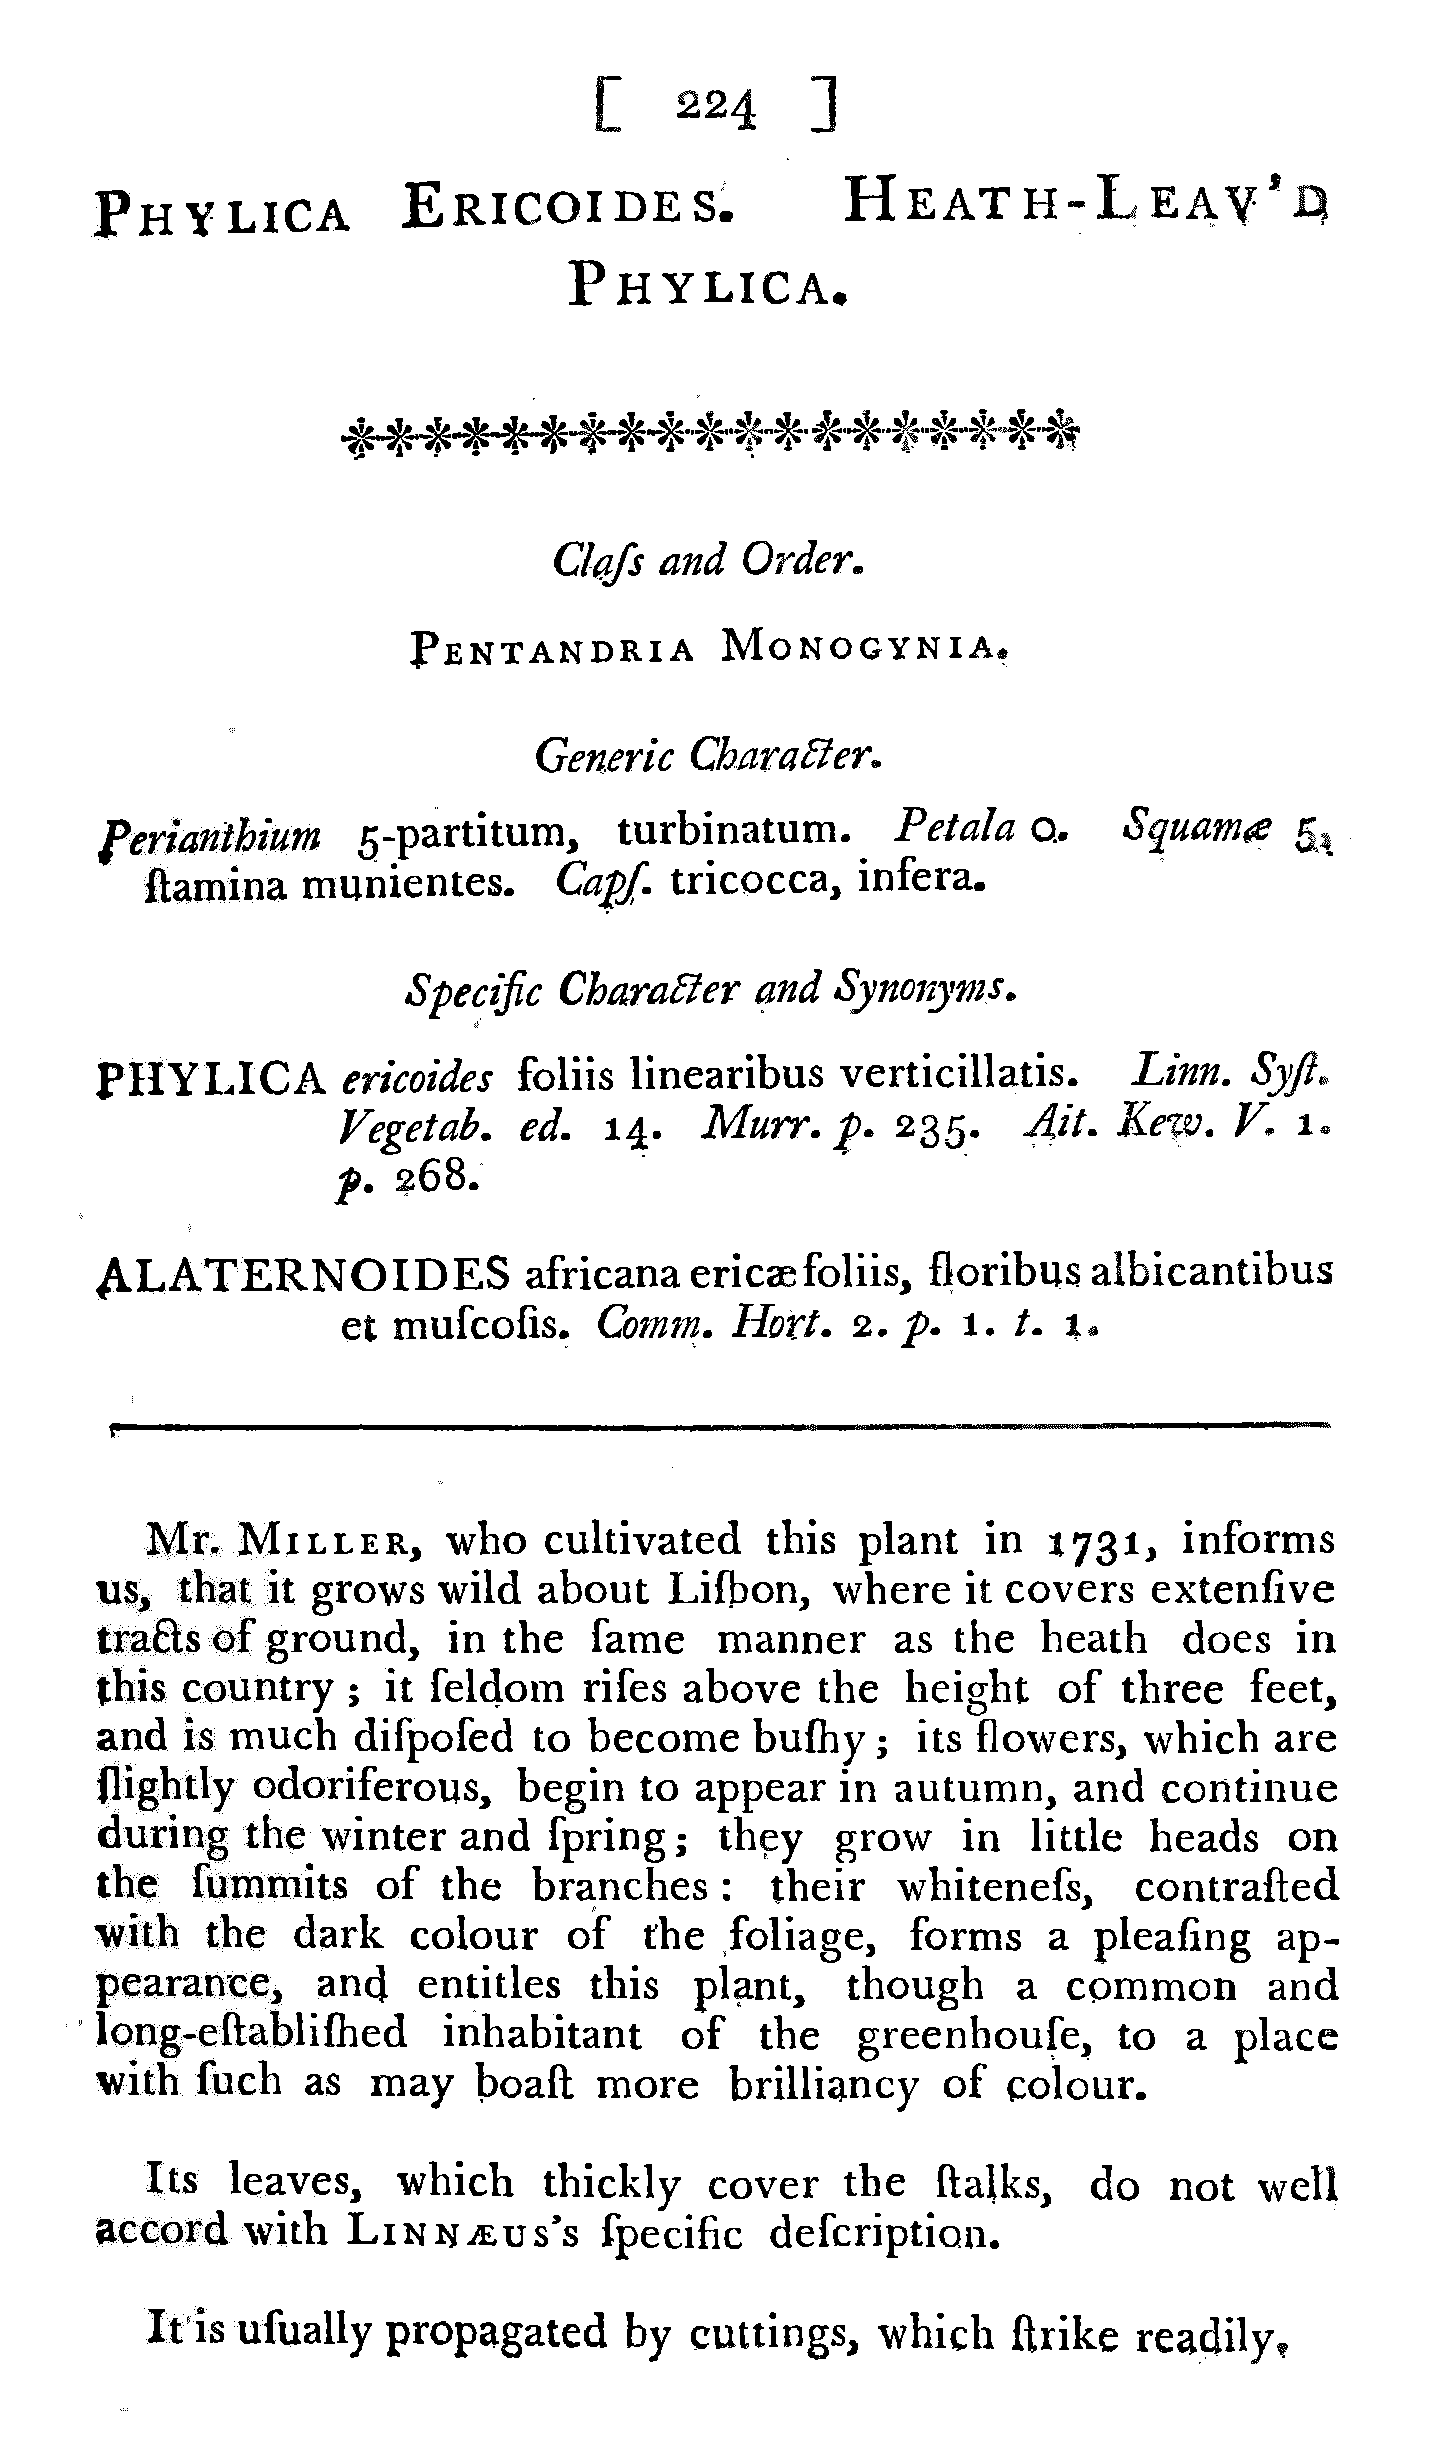 [ 224 ]
PHYLICA ERICOIDES. HEATH-LEAV'D
PHYLICA.
Claſs and Order.
PENTANDRIA MONOGYNIA.
Generic Character.
Perianthium 5-partitum, turbinatum. Petala 0. Squamæ 5,
ſtamina munientes. Capſ. tricocca, infera.
Specific Character and Synonyms.
PHYLICA ericoides foliis linearibus verticillatis. Linn. Syſt.
Vegetab. ed. 14. Murr. p. 235. Ait. Kew. V. 1.
p. 268.
ALATERNOIDES africana ericæ foliis, floribus albicantibus
et muſcoſis. Comm. Hort. 2. p. 1. t. 1.
Mr. MILLER, who cultivated this plant in 1731, informs
us, that it grows wild about Liſbon, where it covers extenſive
tracts of ground, in the ſame manner as the heath does in
this country; it ſeldom riſes above the height of three feet,
and is much diſpoſed to become buſhy; its flowers, which are
ſlightly odoriferous, begin to appear in autumn, and continue
during the winter and ſpring; they grow in little heads on
the ſummits of the branches: their whiteneſs, contraſted
with the dark colour of the foliage, forms a pleaſing ap-
pearance, and entitles this plant, though a common and
long-eſtabliſhed inhabitant of the greenhouſe, to a place
with ſuch as may boaſt more brilliancy of colour.
Its leaves, which thickly cover the ſtalks, do not well
accord with LINNÆUS's ſpecific deſcription.
It is uſually propagated by cuttings, which ſtrike readily.